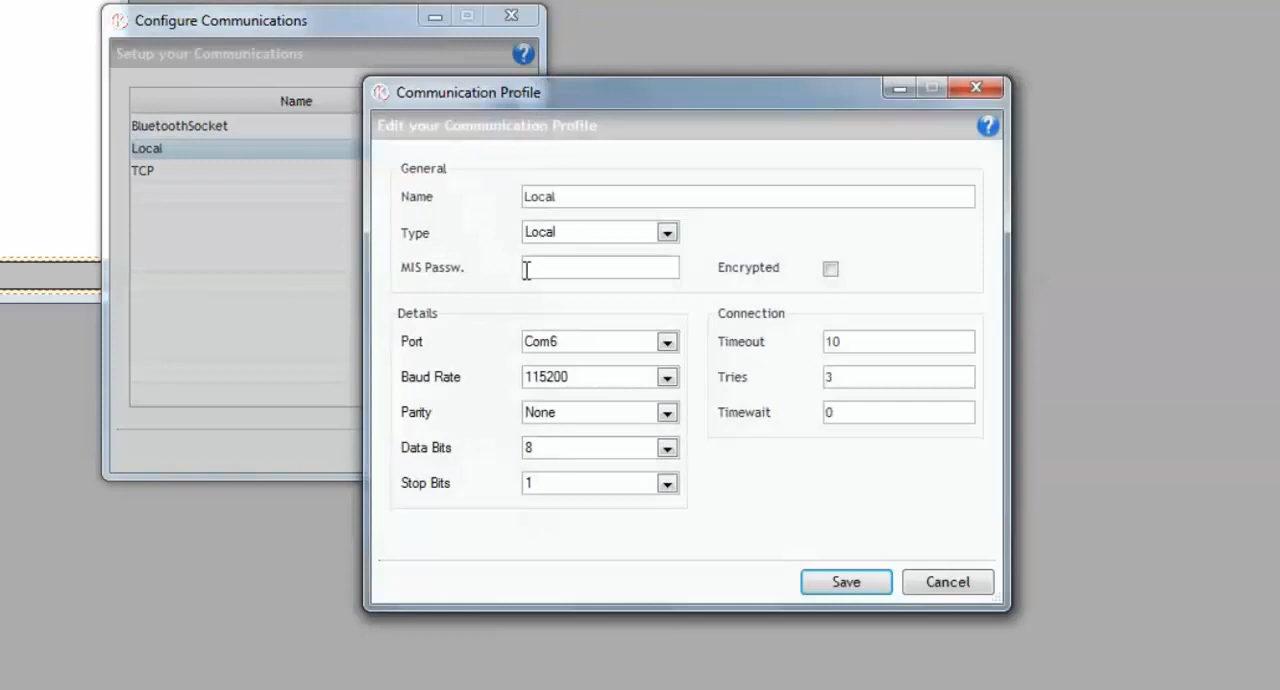 Configure Communications
Setup your Communications
Name
BluetoothSocket
Local
TCP
Communication Profile
Edit your Communication Profile
General
Name Local
Type Local
MIS Passw. Encrypted
Details Connection
Port Com6 Timeout 10
Baud Rate 115200 Tries 3
Parity None Timewait 0
Data Bits 8
Stop Bits 1
Save Cancel